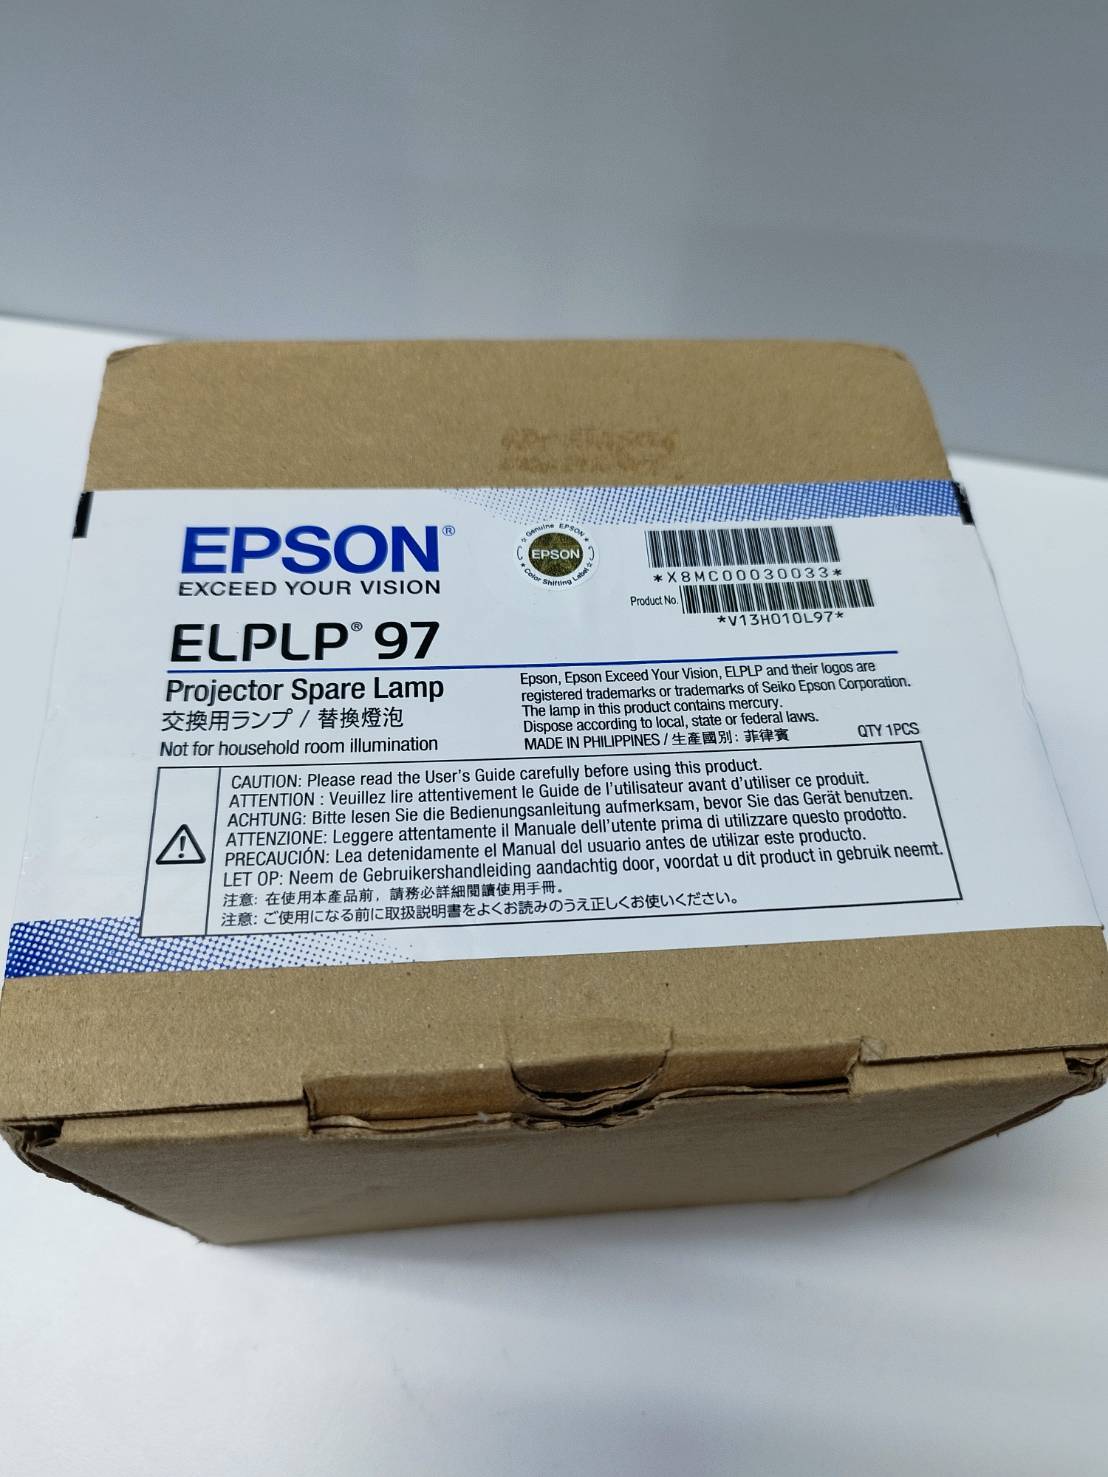 EPSON®
EXCEED YOUR VISION
Genuine EPSON
EPSON
Color Shifting Label
*X8MC00030033*
Product No.
*V13H010L97*
ELPLP® 97
Projector Spare Lamp
交換用ランプ / 替換燈泡
Not for household room illumination
Epson, Epson Exceed Your Vision, ELPLP and their logos are
registered trademarks or trademarks of Seiko Epson Corporation.
The lamp in this product contains mercury.
Dispose according to local, state or federal laws.
MADE IN PHILIPPINES / 生產國別: 菲律賓
QTY 1PCS
CAUTION: Please read the User's Guide carefully before using this product.
ATTENTION : Veuillez lire attentivement le Guide de l'utilisateur avant d'utiliser ce produit.
ACHTUNG: Bitte lesen Sie die Bedienungsanleitung aufmerksam, bevor Sie das Gerät benutzen.
ATTENZIONE: Leggere attentamente il Manuale dell'utente prima di utilizzare questo prodotto.
PRECAUCIÓN: Lea detenidamente el Manual del usuario antes de utilizar este producto.
LET OP: Neem de Gebruikershandleiding aandachtig door, voordat u dit product in gebruik neemt.
注意: 在使用本產品前，請務必詳細閱讀使用手冊。
注意: ご使用になる前に取扱説明書をよくお読みのうえ正しくお使いください。